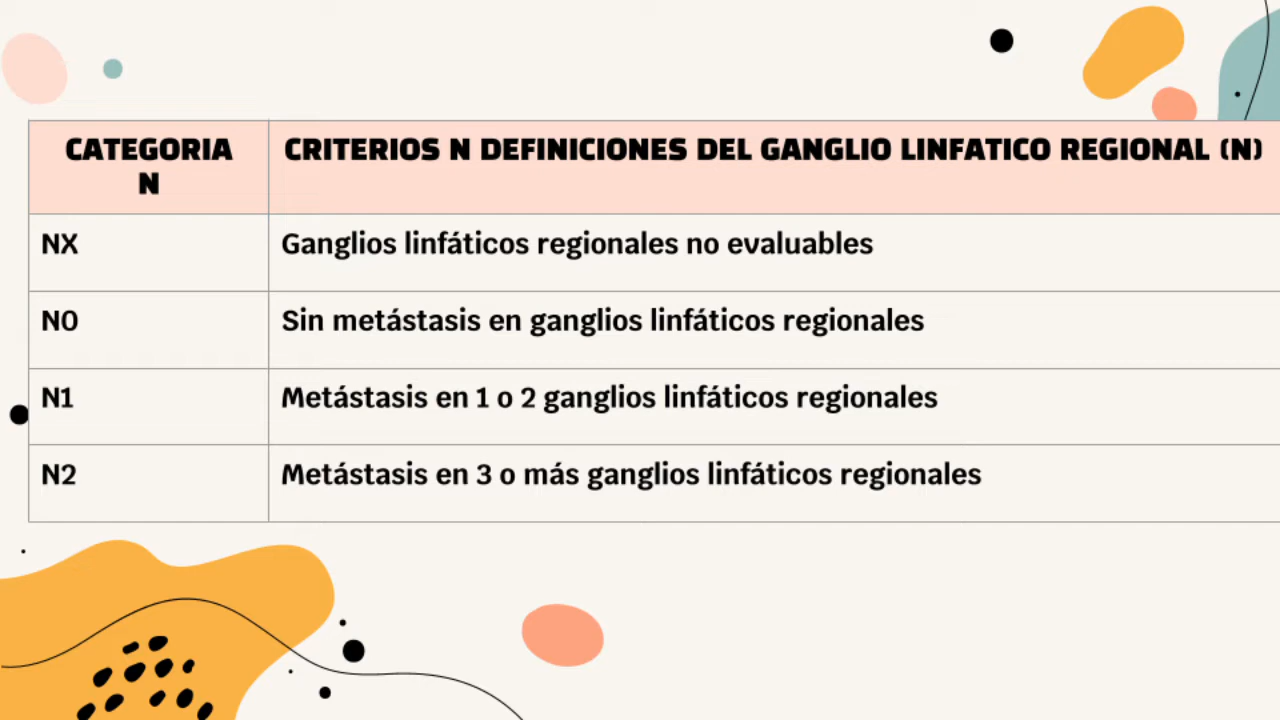 CATEGORIA
N
CRITERIOS N DEFINICIONES DEL GANGLIO LINFATICO REGIONAL (N)
NX
Ganglios linfáticos regionales no evaluables
N0
Sin metástasis en ganglios linfáticos regionales
N1
Metástasis en 1 o 2 ganglios linfáticos regionales
N2
Metástasis en 3 o más ganglios linfáticos regionales